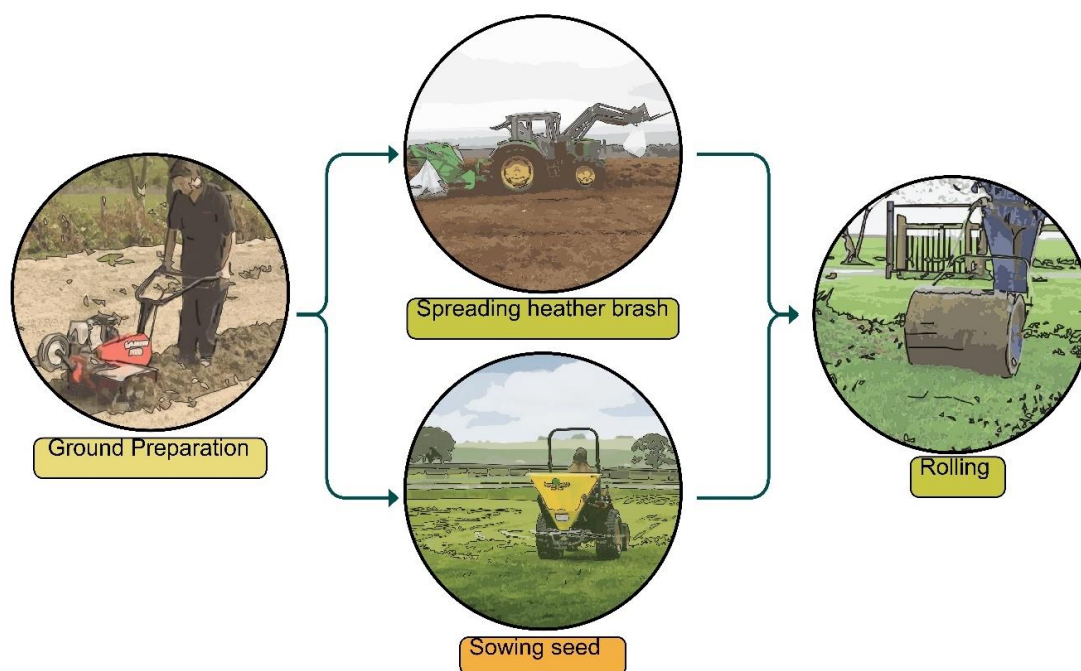 Ground Preparation
Spreading heather brash
Sowing seed
Rolling